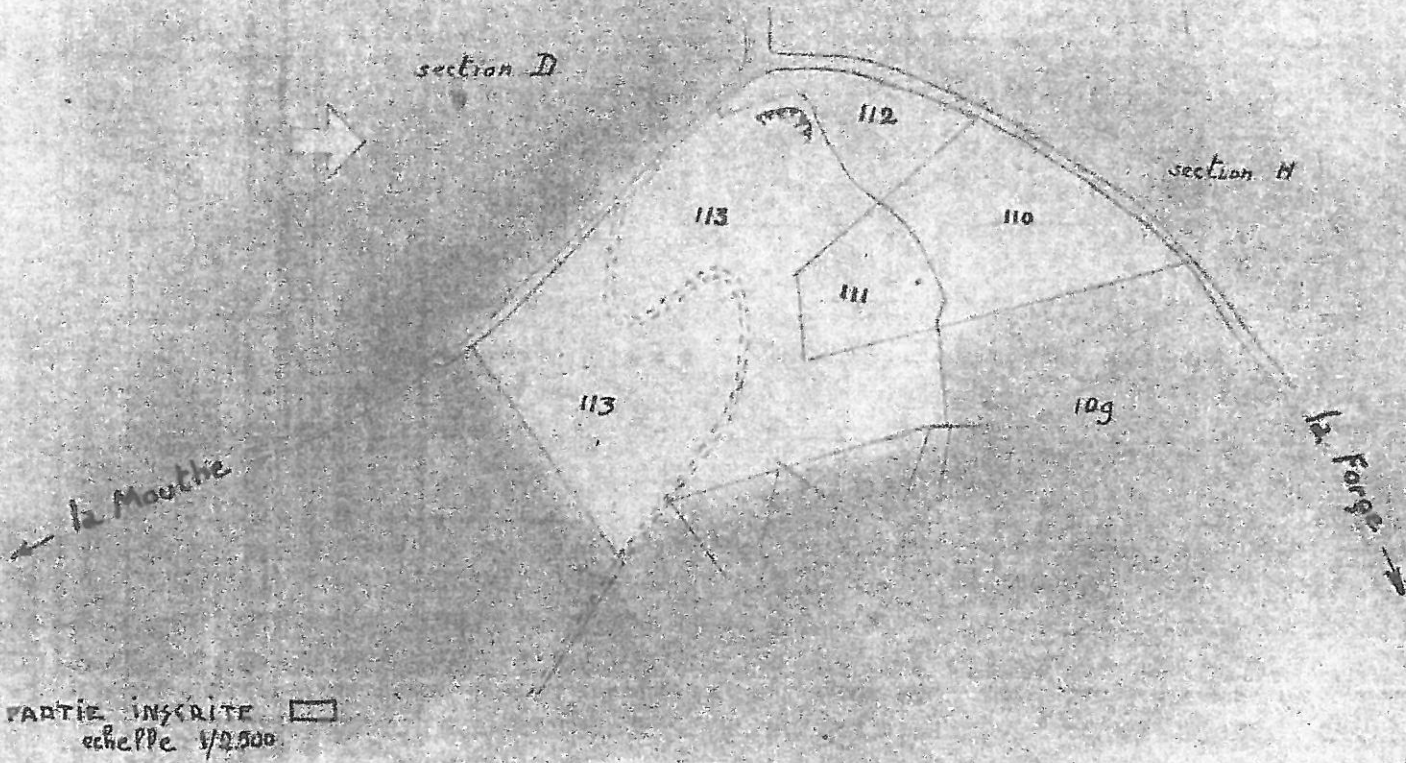 section D
112
section H
113
110
111
113
109
la Mouthe
la Forge
PARTIE INSCRITE
echelle 1/2.500